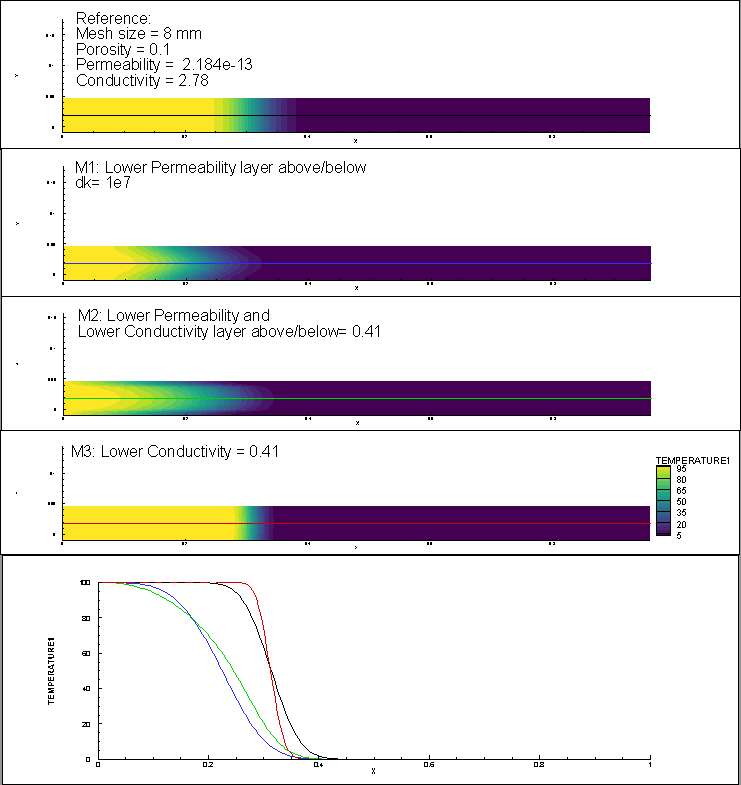 Reference:
Mesh size = 8 mm
Porosity = 0.1
Permeability = 2.184e-13
Conductivity = 2.78
X
M1: Lower Permeability layer above/below
dk= 1e7
X
M2: Lower Permeability and
Lower Conductivity layer above/below= 0.41
X
M3: Lower Conductivity = 0.41
TEMPERATURE1
95
80
65
50
35
20
5
100
80
60
40
20
0
TEMPERATURE1
0
0.2
0.4
0.6
0.8
1
X